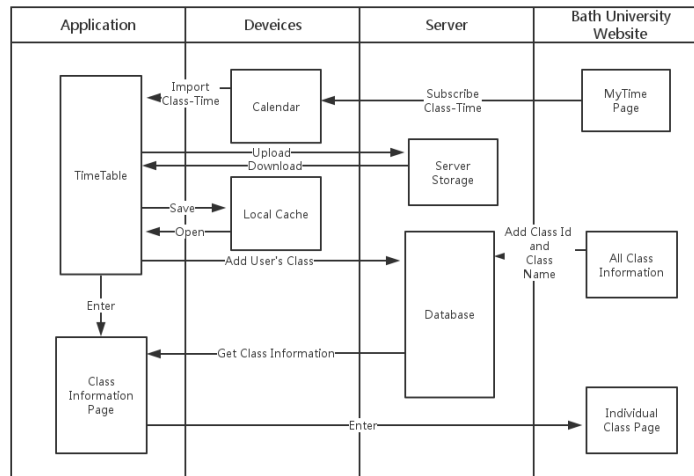 Application
Deveices
Server
Bath University
Website
Import
Class-Time
Calendar
Subscribe
Class-Time
MyTime
Page
TimeTable
Upload
Download
Server
Storage
Save
Local Cache
Open
Add User's Class
Add Class Id
and
Class
Name
All Class
Information
Enter
Database
Get Class Information
Class
Information
Page
Enter
Individual
Class Page